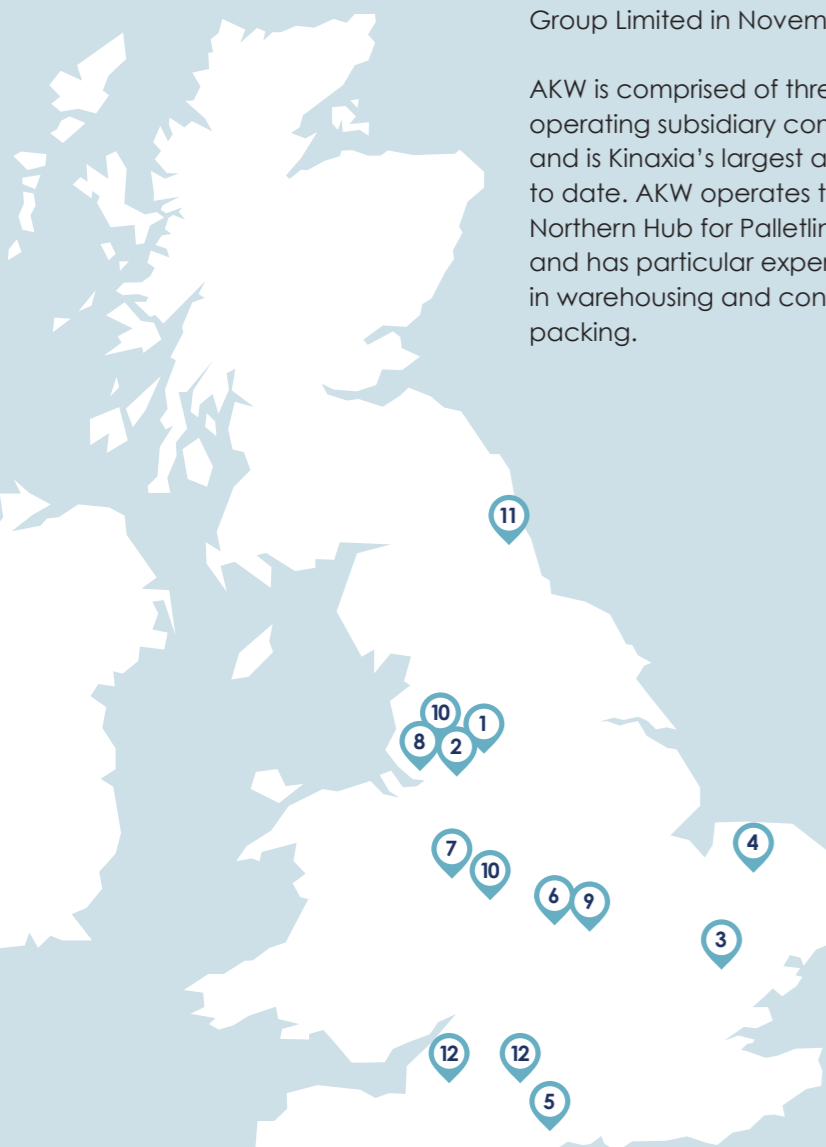 Group Limited in Novem
AKW is comprised of thre
operating subsidiary con
and is Kinaxia's largest a
to date. AKW operates t
Northern Hub for Palletlin
and has particular exper
in warehousing and con
packing.
11
10
1
8
2
7
10
4
6
9
3
12
12
5